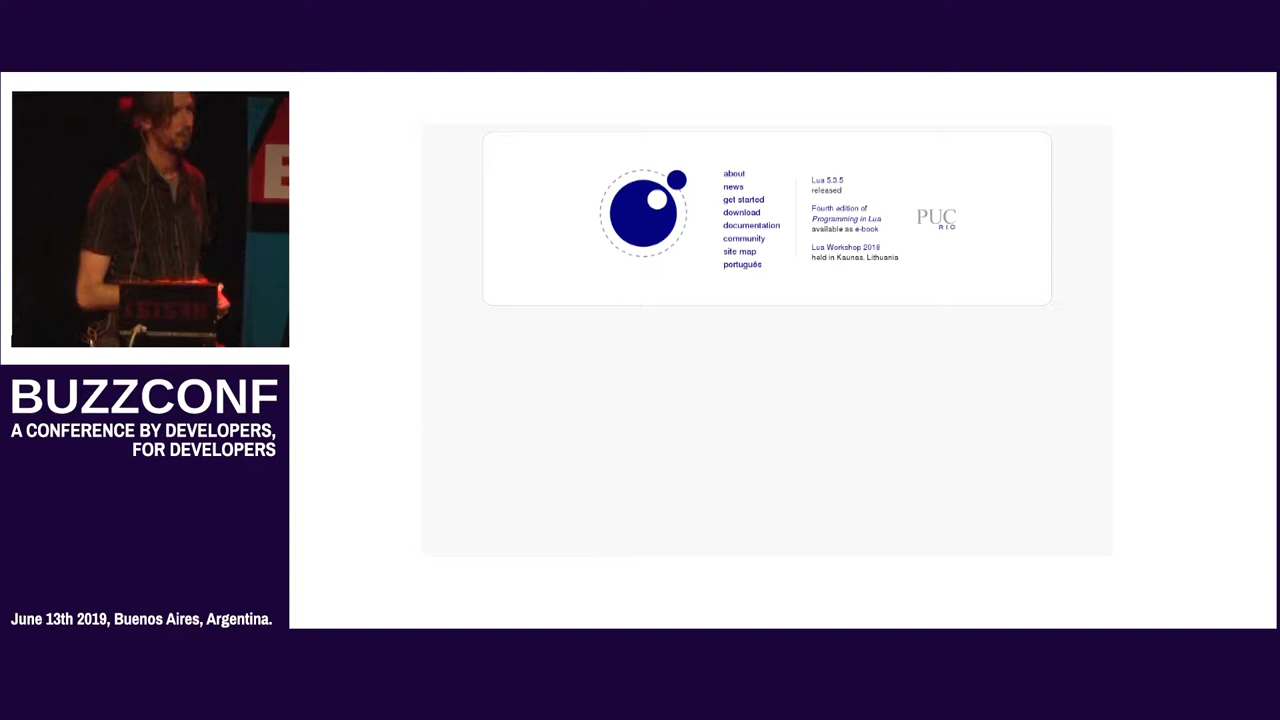 BUZZCONF
A CONFERENCE BY DEVELOPERS,
FOR DEVELOPERS
June 13th 2019, Buenos Aires, Argentina.
about
news
get started
download
documentation
community
site map
português
Lua 5.3.5
released
Fourth edition of
Programming in Lua
available as e-book
Lua Workshop 2018
held in Kaunas, Lithuania
PUC
RIO